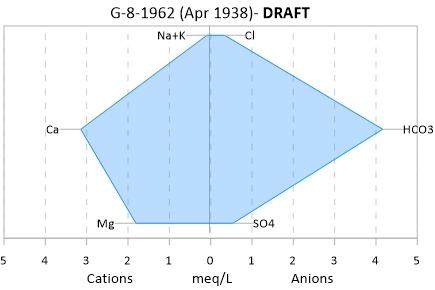 G-8-1962 (Apr 1938)- DRAFT
Na+K Cl
Ca HCO3
Mg SO4
5 4 3 2 1 0 1 2 3 4 5
Cations meq/L Anions